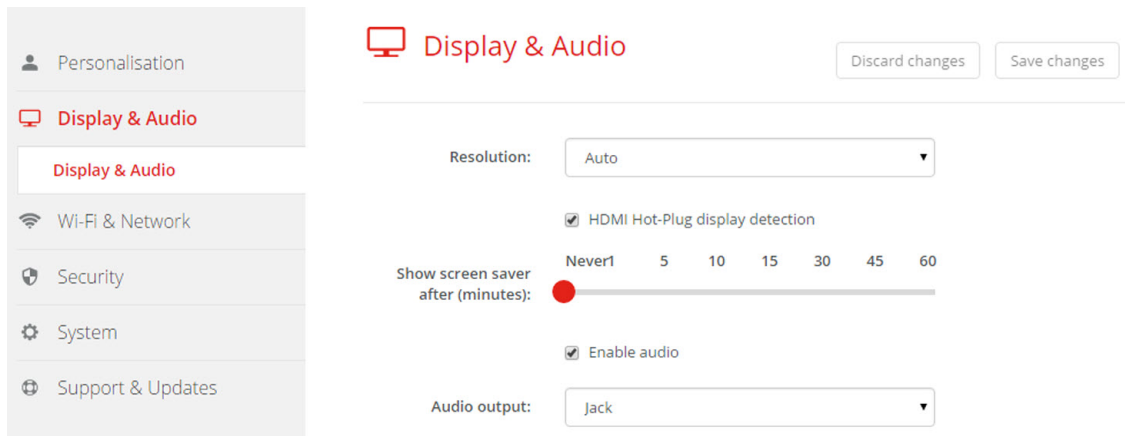 Personalisation
Display & Audio
Display & Audio
Wi-Fi & Network
Security
System
Support & Updates
Display & Audio
Discard changes
Save changes
Resolution:
Auto
HDMI Hot-Plug display detection
Never1 5 10 15 30 45 60
Show screen saver
after (minutes):
Enable audio
Audio output:
Jack